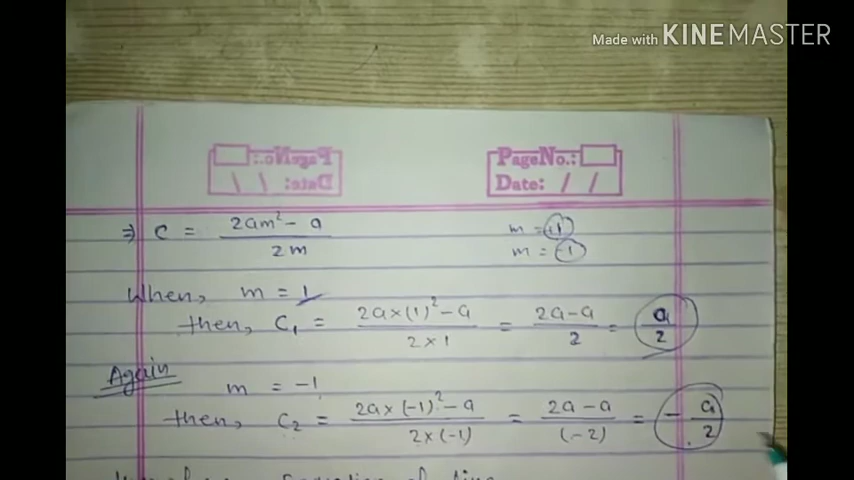 Made with KINEMASTER
PageNo.: PageNo.:
Date: / / Date: / /
⇒ c = (2am² - a)/(2m) m = +1
m = -1
When, m = 1
then, C₁ = (2a×(1)² - a)/(2×1) = (2a-a)/2 = a/2
Again
m = -1
then, C₂ = (2a×(-1)² - a)/(2×(-1)) = (2a-a)/(-2) = - a/2